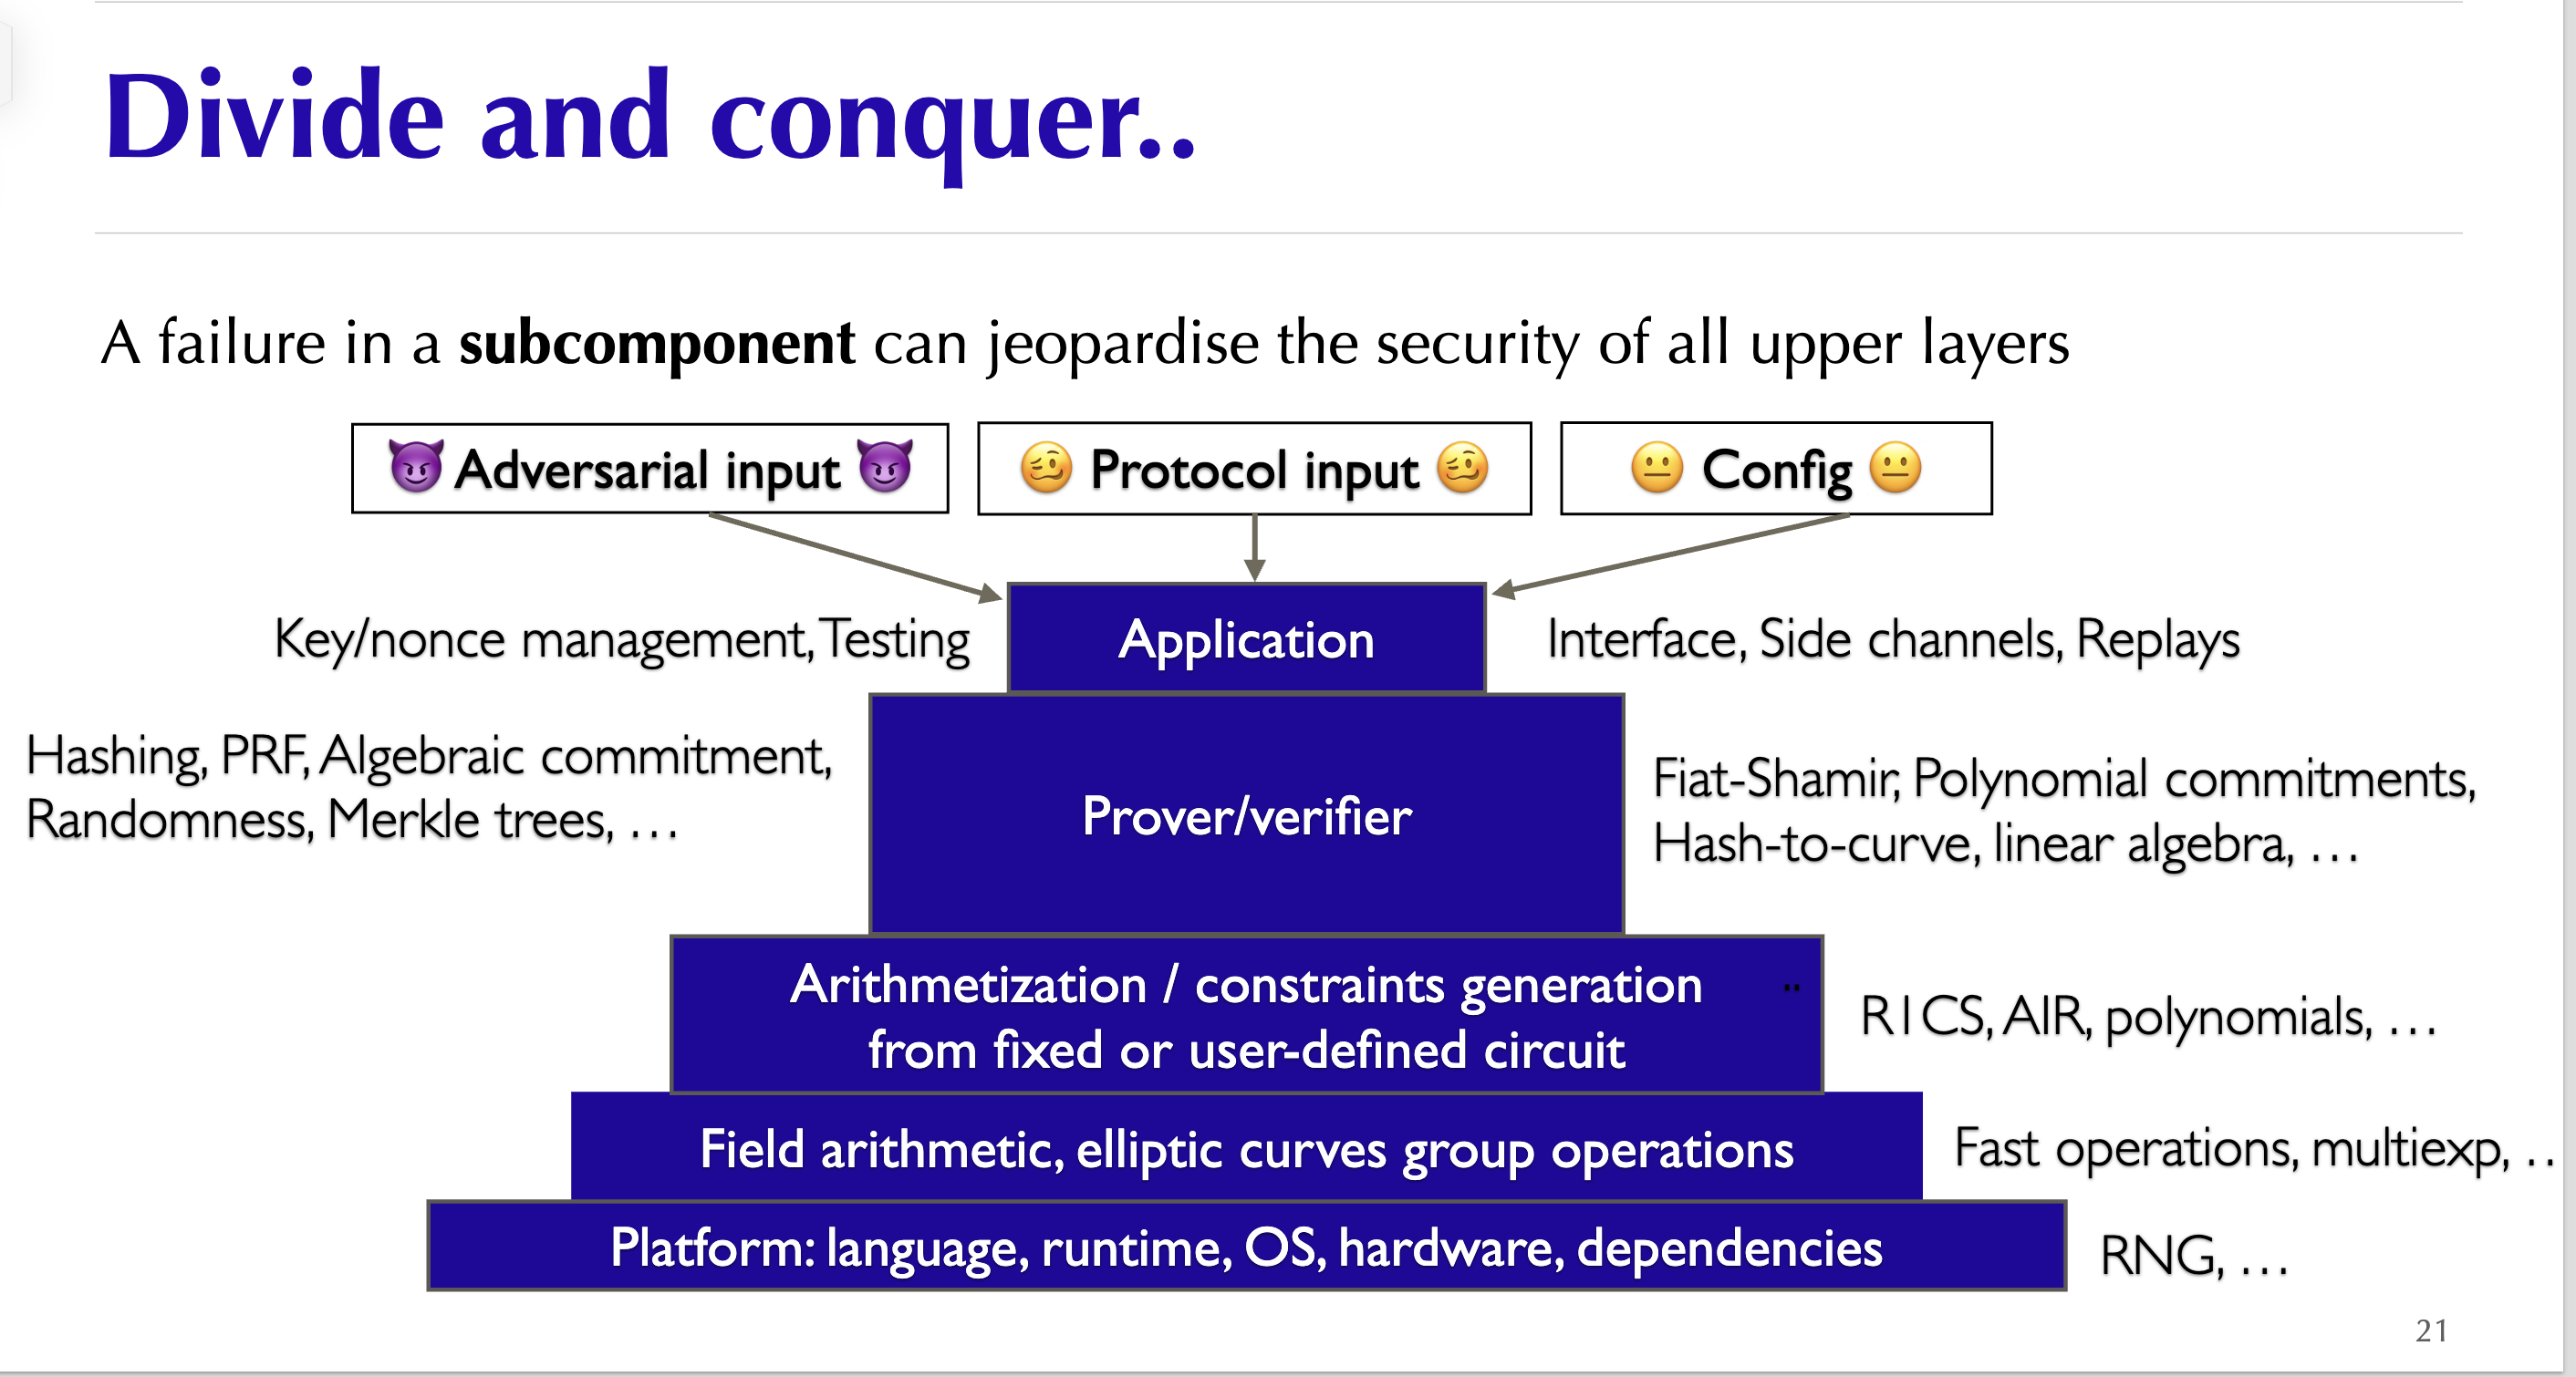 Divide and conquer..
A failure in a subcomponent can jeopardise the security of all upper layers
😈 Adversarial input 😈
🥴 Protocol input 🥴
😐 Config 😐
Key/nonce management, Testing
Application
Interface, Side channels, Replays
Hashing, PRF, Algebraic commitment,
Randomness, Merkle trees, …
Prover/verifier
Fiat-Shamir, Polynomial commitments,
Hash-to-curve, linear algebra, …
Arithmetization / constraints generation
from fixed or user-defined circuit
..
R1CS, AIR, polynomials, …
Field arithmetic, elliptic curves group operations
Fast operations, multiexp, ..
Platform: language, runtime, OS, hardware, dependencies
RNG, …
21